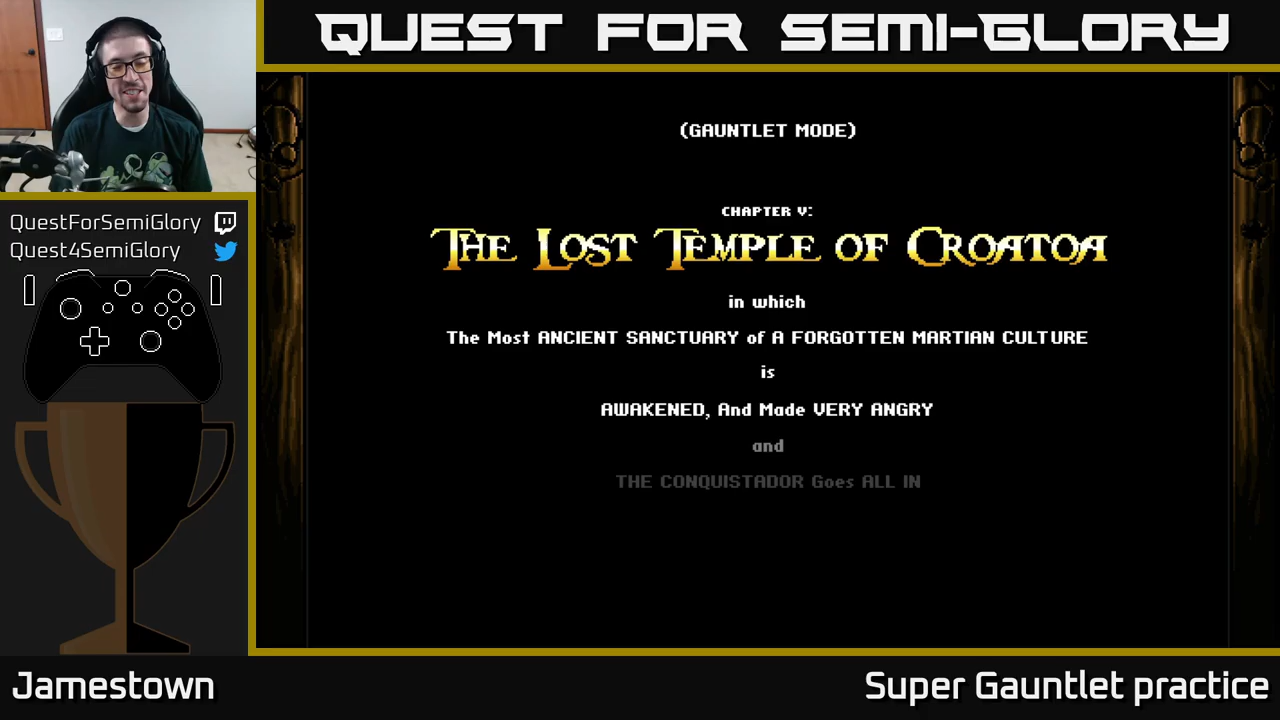 QUEST FOR SEMI-GLORY
QuestForSemiGlory
Quest4SemiGlory
(GAUNTLET MODE)
CHAPTER V:
THE LOST TEMPLE OF CROATOA
in which
The Most ANCIENT SANCTUARY of A FORGOTTEN MARTIAN CULTURE
is
AWAKENED, And Made VERY ANGRY
and
THE CONQUISTADOR Goes ALL IN
Jamestown
Super Gauntlet practice